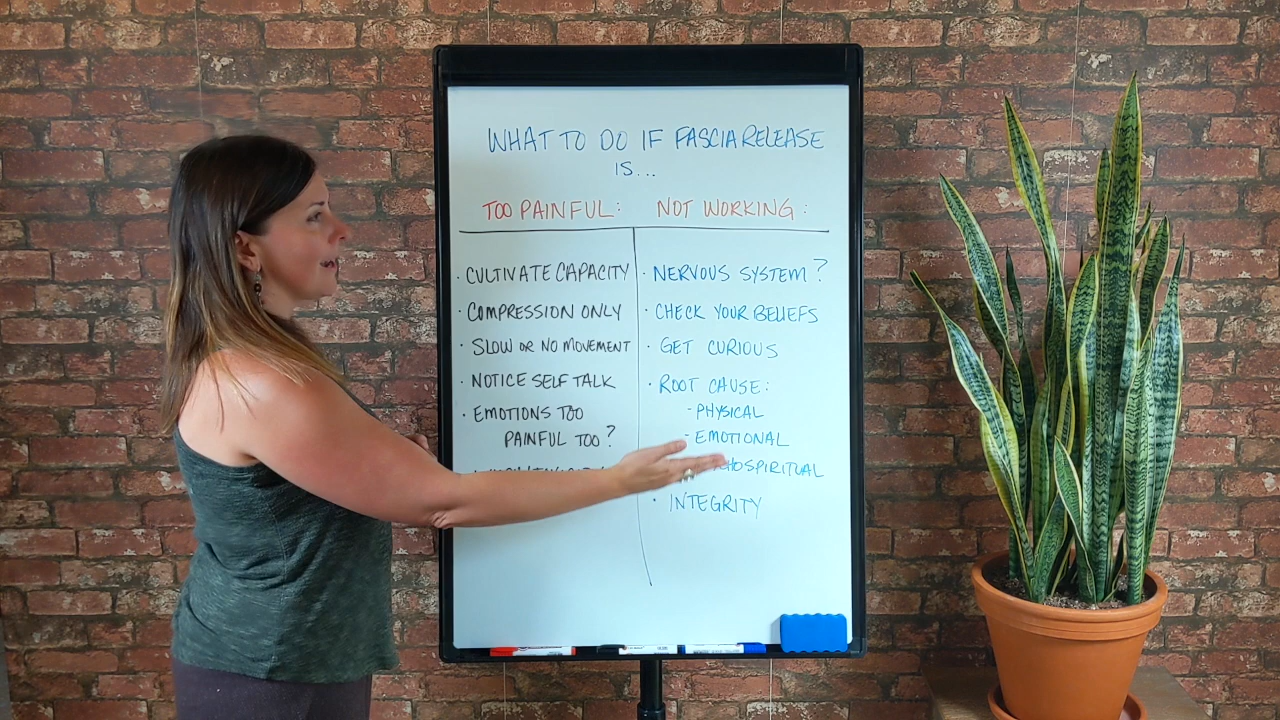 WHAT TO DO IF FASCIA RELEASE
IS...
TOO PAINFUL:
· CULTIVATE CAPACITY
· COMPRESSION ONLY
· SLOW OR NO MOVEMENT
· NOTICE SELF TALK
· EMOTIONS TOO
PAINFUL TOO?
NOT WORKING:
· NERVOUS SYSTEM?
· CHECK YOUR BELIEFS
· GET CURIOUS
· ROOT CAUSE:
- PHYSICAL
- EMOTIONAL
HOSPIRITUAL
· INTEGRITY